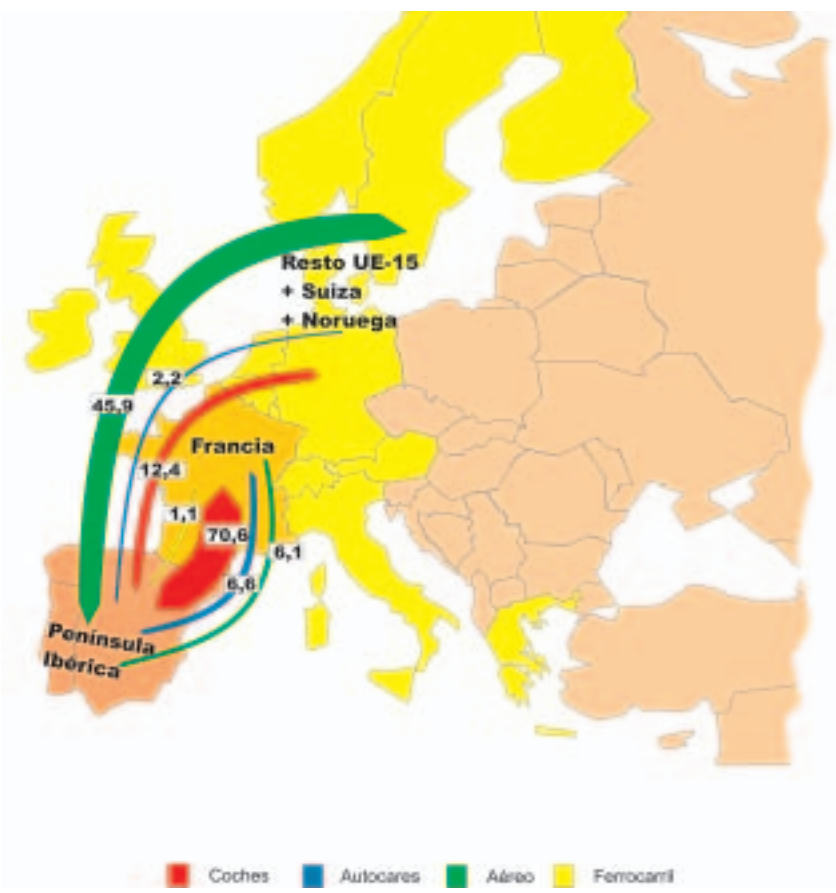 Resto UE-15
+ Suiza
+ Noruega
2,2
45,9
Francia
12,4
1,1
70,6
6,1
6,6
Península
Ibérica
Coches
Autocares
Aéreo
Ferrocarril